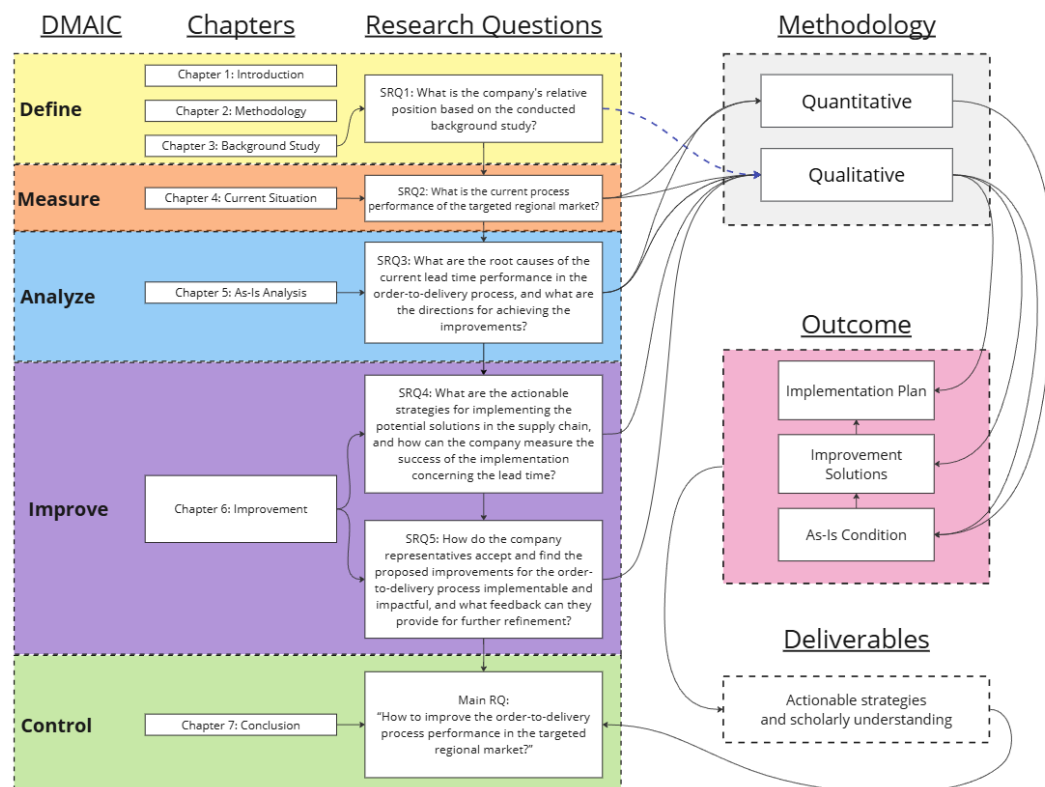 DMAIC
Chapters
Research Questions
Methodology
Define
Chapter 1: Introduction
Chapter 2: Methodology
Chapter 3: Background Study
SRQ1: What is the company's relative
position based on the conducted
background study?
Quantitative
Qualitative
Measure
Chapter 4: Current Situation
SRQ2: What is the current process
performance of the targeted regional market?
Analyze
Chapter 5: As-Is Analysis
SRQ3: What are the root causes of the
current lead time performance in the
order-to-delivery process, and what are
the directions for achieving the
improvements?
Outcome
Implementation Plan
Improvement
Solutions
As-Is Condition
Improve
Chapter 6: Improvement
SRQ4: What are the actionable
strategies for implementing the
potential solutions in the supply chain,
and how can the company measure the
success of the implementation
concerning the lead time?
SRQ5: How do the company
representatives accept and find the
proposed improvements for the order-
to-delivery process implementable and
impactful, and what feedback can they
provide for further refinement?
Deliverables
Actionable strategies
and scholarly understanding
Control
Chapter 7: Conclusion
Main RQ:
“How to improve the order-to-delivery
process performance in the targeted
regional market?”